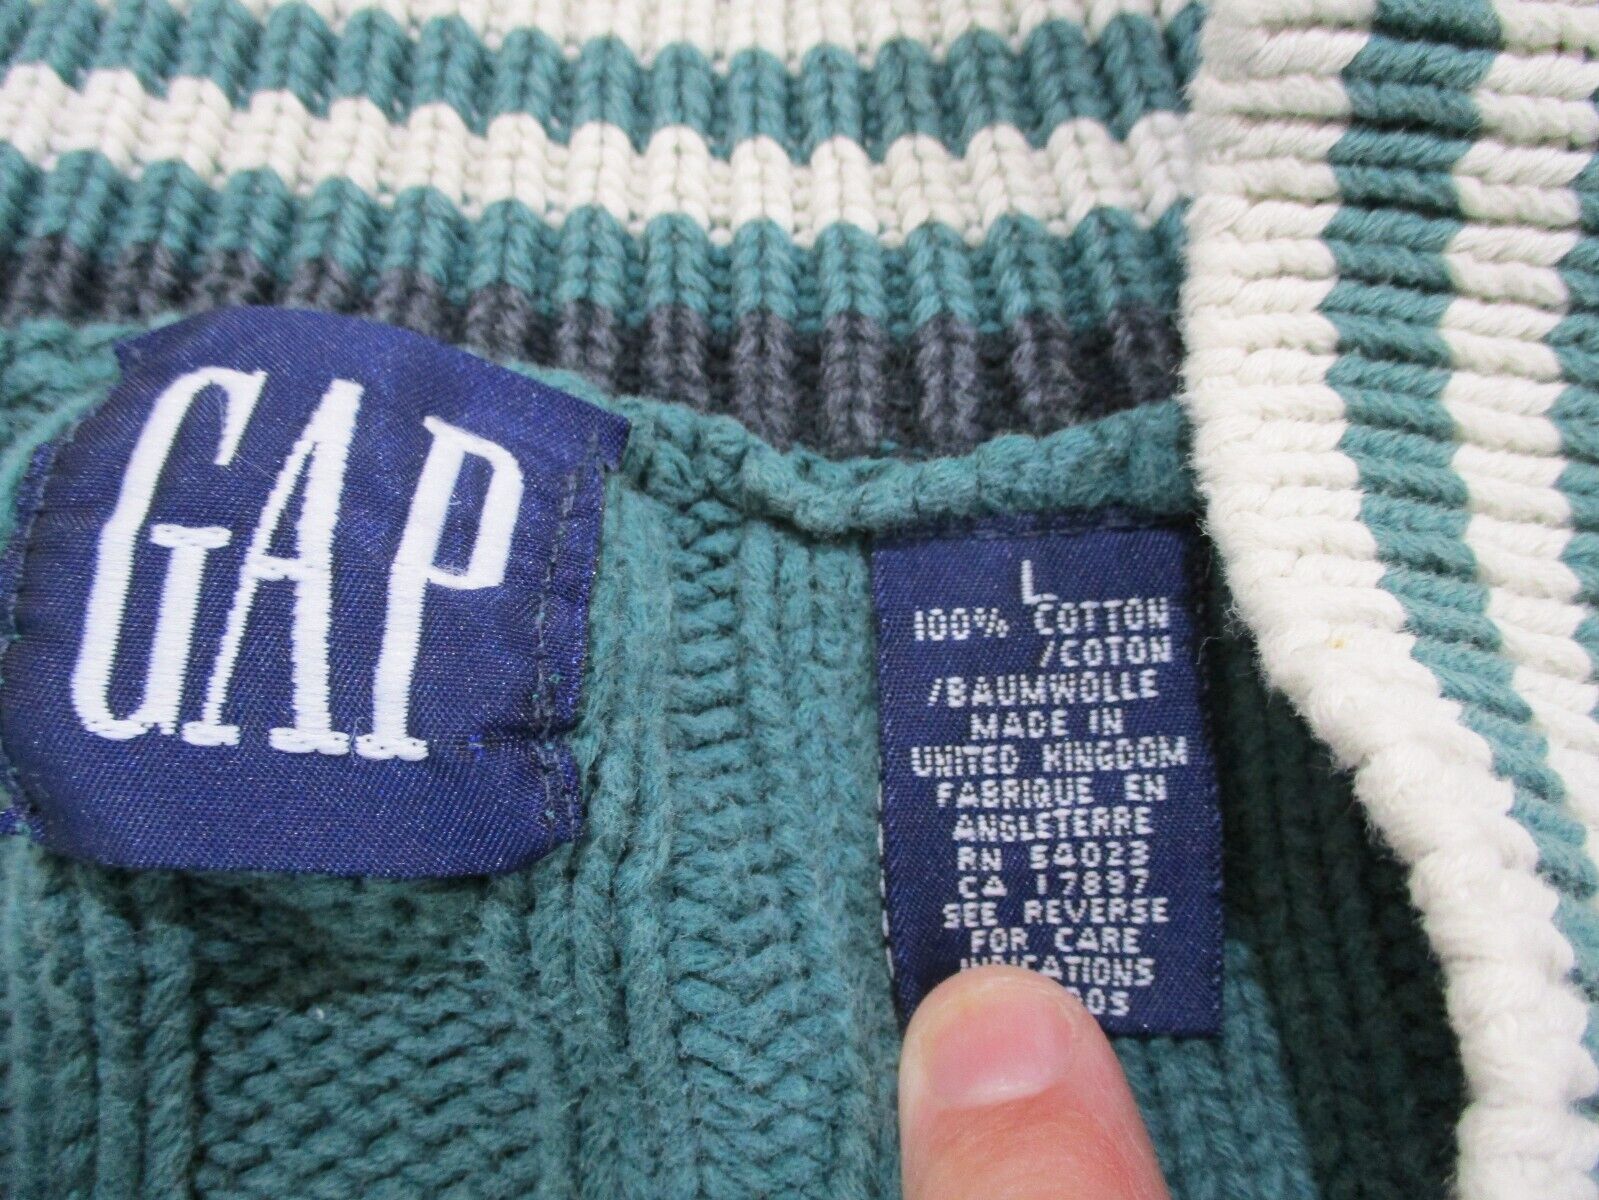 GAP
L
100% COTTON
/COTON
/BAUMWOLLE
MADE IN
UNITED KINGDOM
FABRIQUE EN
ANGLETERRE
RN 54023
CA 17897
SEE REVERSE
FOR CARE